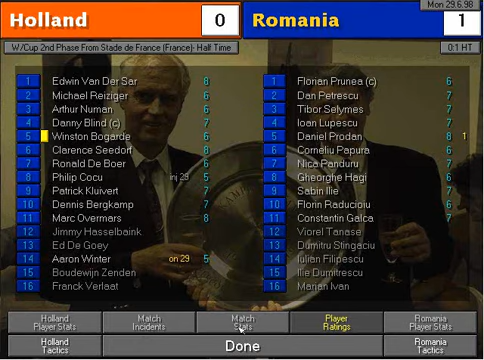 Mon 29.6.98
Holland 0 Romania 1
W/Cup 2nd Phase From Stade de France (France)- Half Time 0:1 HT
1 Edwin Van Der Sar 8 1 Florian Prunea (c) 6
2 Michael Reiziger 6 2 Dan Petrescu 7
3 Arthur Numan 6 3 Tibor Selymes 7
4 Danny Blind (c) 7 4 Ioan Lupescu 7
5 Winston Bogarde 6 5 Daniel Prodan 8 1
6 Clarence Seedorf 8 6 Corneliu Papura 6
7 Ronald De Boer 6 7 Nica Panduru 7
8 Philip Cocu inj 29 5 8 Gheorghe Hagi 6
9 Patrick Kluivert 7 9 Sabin Ilie 7
10 Dennis Bergkamp 7 10 Florin Raducioiu 6
11 Marc Overmars 8 11 Constantin Galca 7
12 Jimmy Hasselbaink 12 Viorel Tanase
13 Ed De Goey 13 Dumitru Stingaciu
14 Aaron Winter on 29 5 14 Iulian Filipescu
15 Boudewijn Zenden 15 Ilie Dumitrescu
16 Frank Verlaat 16 Marian Ivan
Holland Match Match Player Romania
Player Stats Incidents Stats Ratings Player Stats
Holland Done Romania
Tactics Tactics